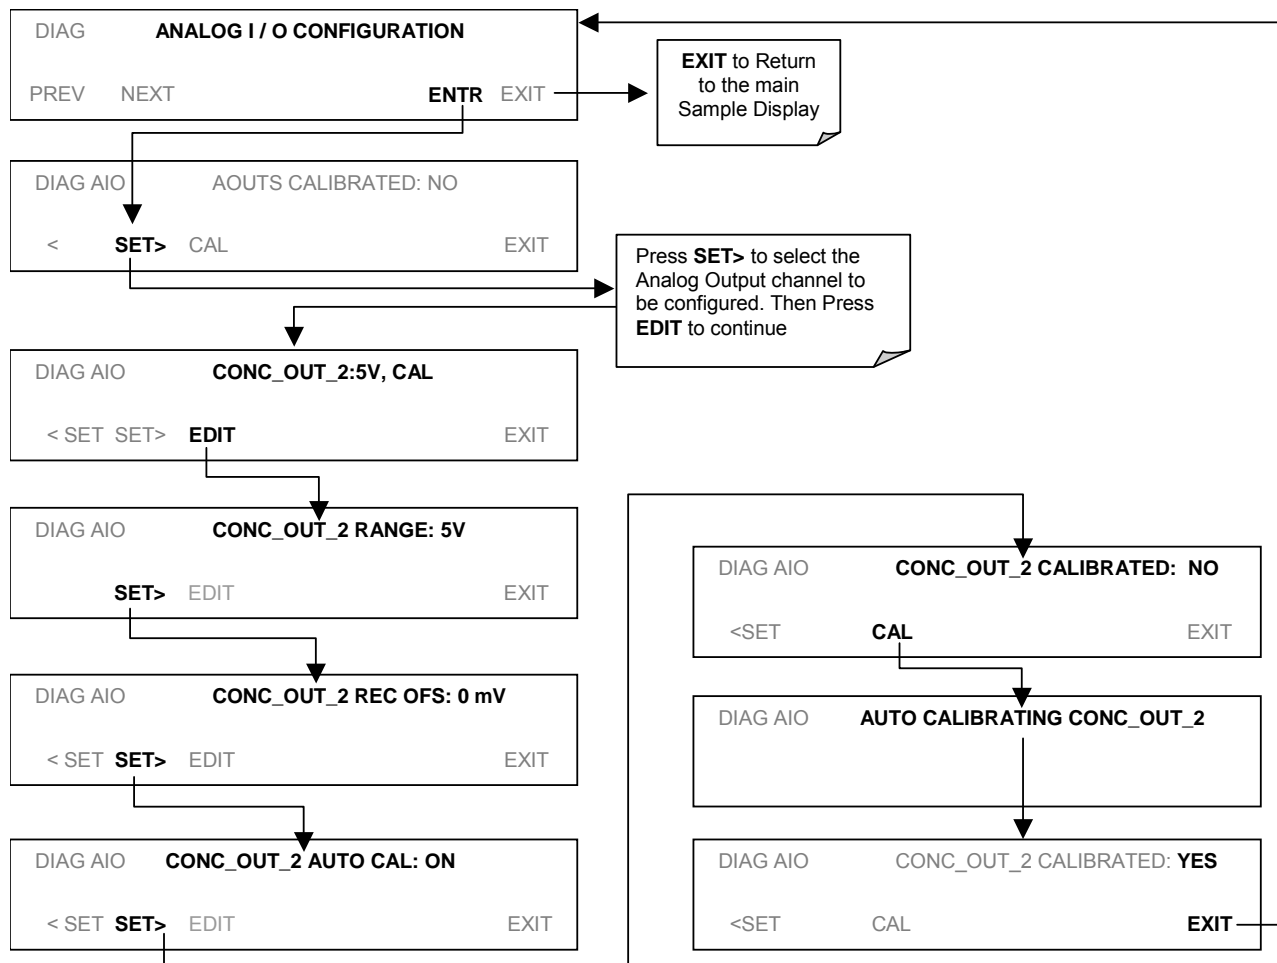 DIAG ANALOG I / O CONFIGURATION
PREV NEXT ENTR EXIT
EXIT to Return
to the main
Sample Display
DIAG AIO AOUTS CALIBRATED: NO
< SET> CAL EXIT
Press SET> to select the
Analog Output channel to
be configured. Then Press
EDIT to continue
DIAG AIO CONC_OUT_2:5V, CAL
< SET SET> EDIT EXIT
DIAG AIO CONC_OUT_2 RANGE: 5V
SET> EDIT EXIT
DIAG AIO CONC_OUT_2 REC OFS: 0 mV
< SET SET> EDIT EXIT
DIAG AIO CONC_OUT_2 AUTO CAL: ON
< SET SET> EDIT EXIT
DIAG AIO CONC_OUT_2 CALIBRATED: NO
<SET CAL EXIT
DIAG AIO AUTO CALIBRATING CONC_OUT_2
DIAG AIO CONC_OUT_2 CALIBRATED: YES
<SET CAL EXIT